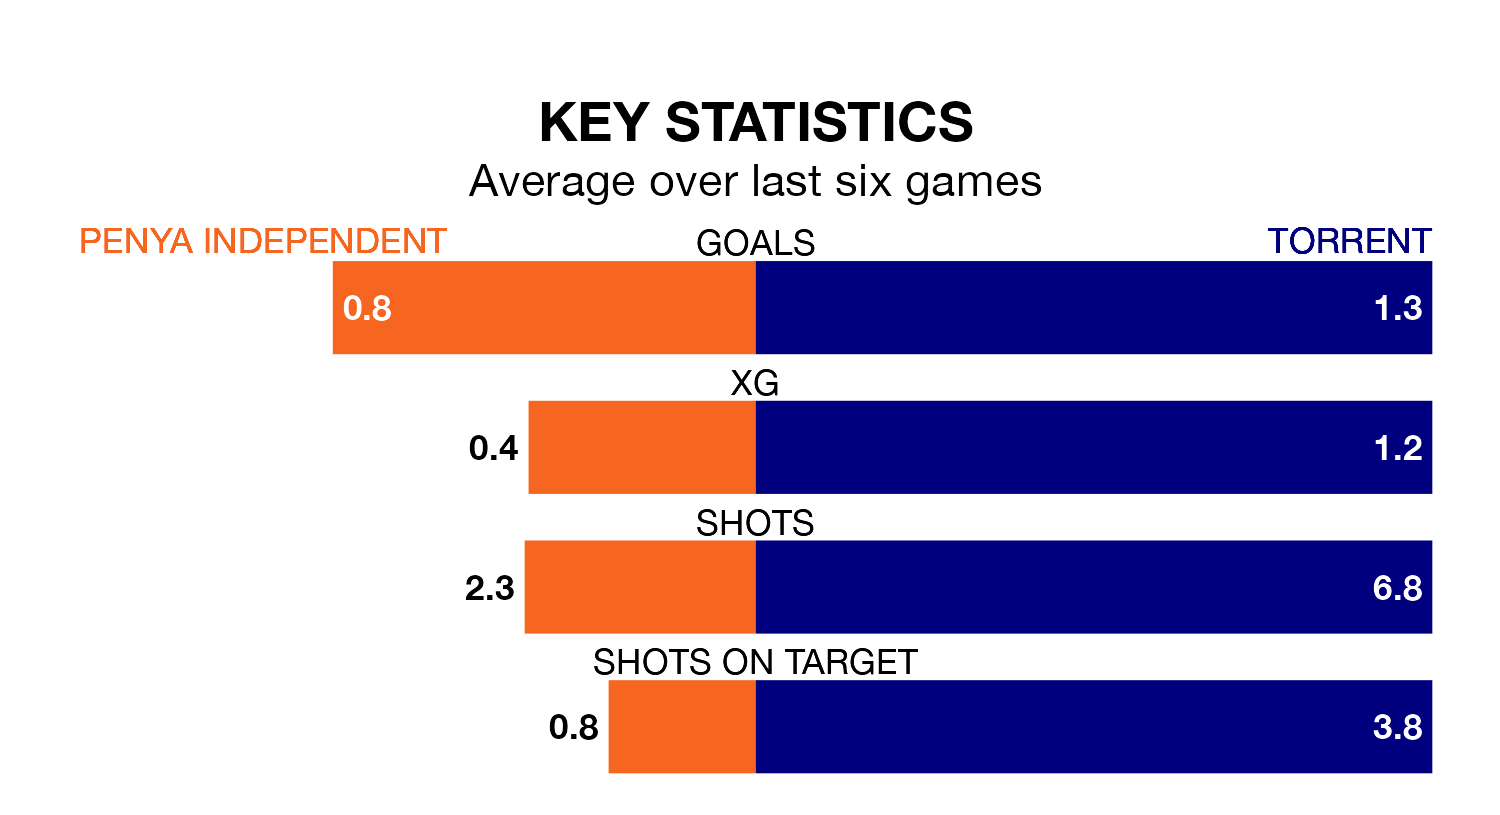 KEY STATISTICS
Average over last six games
PENYA INDEPENDENT
GOALS
TORRENT
0.8
1.3
XG
0.4
1.2
SHOTS
2.3
6.8
SHOTS ON TARGET
0.8
3.8